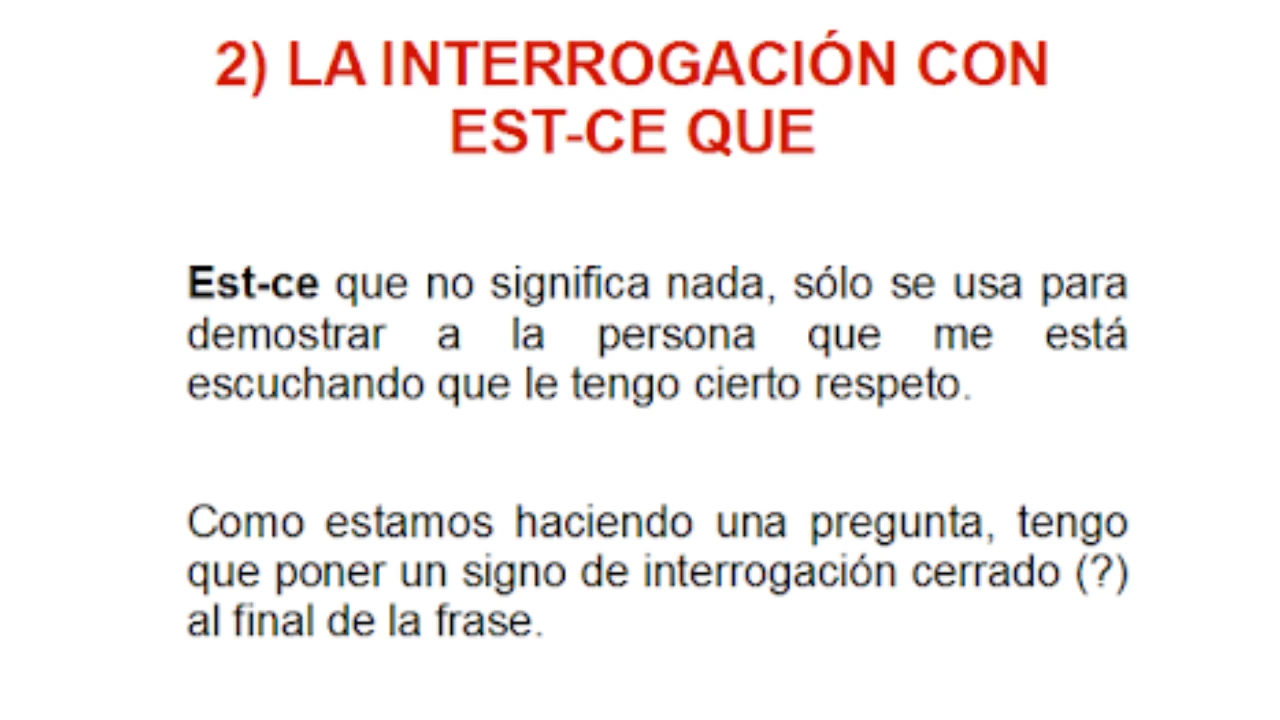 2) LA INTERROGACIÓN CON
EST-CE QUE
Est-ce que no significa nada, sólo se usa para
demostrar a la persona que me está
escuchando que le tengo cierto respeto.
Como estamos haciendo una pregunta, tengo
que poner un signo de interrogación cerrado (?)
al final de la frase.